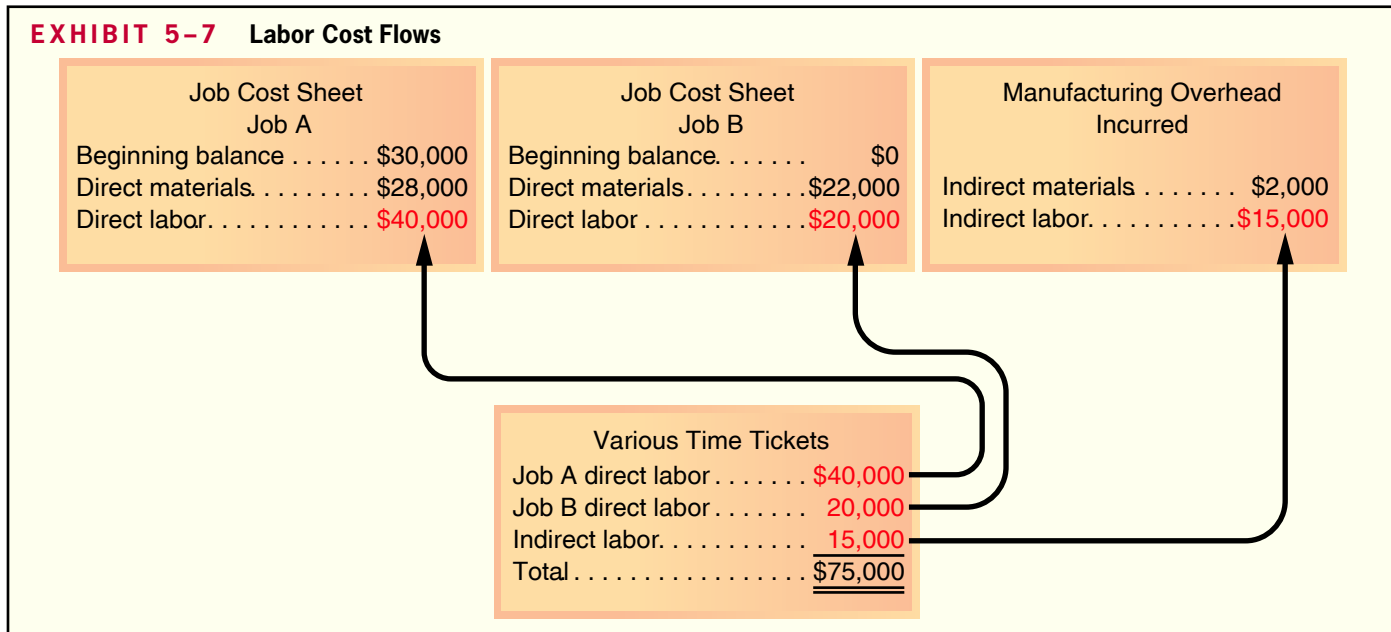 EXHIBIT 5–7 Labor Cost Flows
Job Cost Sheet
Job A
Beginning balance . . . . . . $30,000
Direct materials. . . . . . . . . $28,000
Direct labor. . . . . . . . . . . . $40,000
Job Cost Sheet
Job B
Beginning balance. . . . . . . $0
Direct materials. . . . . . . . . $22,000
Direct labor . . . . . . . . . . . . $20,000
Manufacturing Overhead
Incurred
Indirect materials . . . . . . . $2,000
Indirect labor. . . . . . . . . . . $15,000
Various Time Tickets
Job A direct labor . . . . . . . $40,000
Job B direct labor . . . . . . . 20,000
Indirect labor. . . . . . . . . . . 15,000
Total . . . . . . . . . . . . . . . . . . $75,000